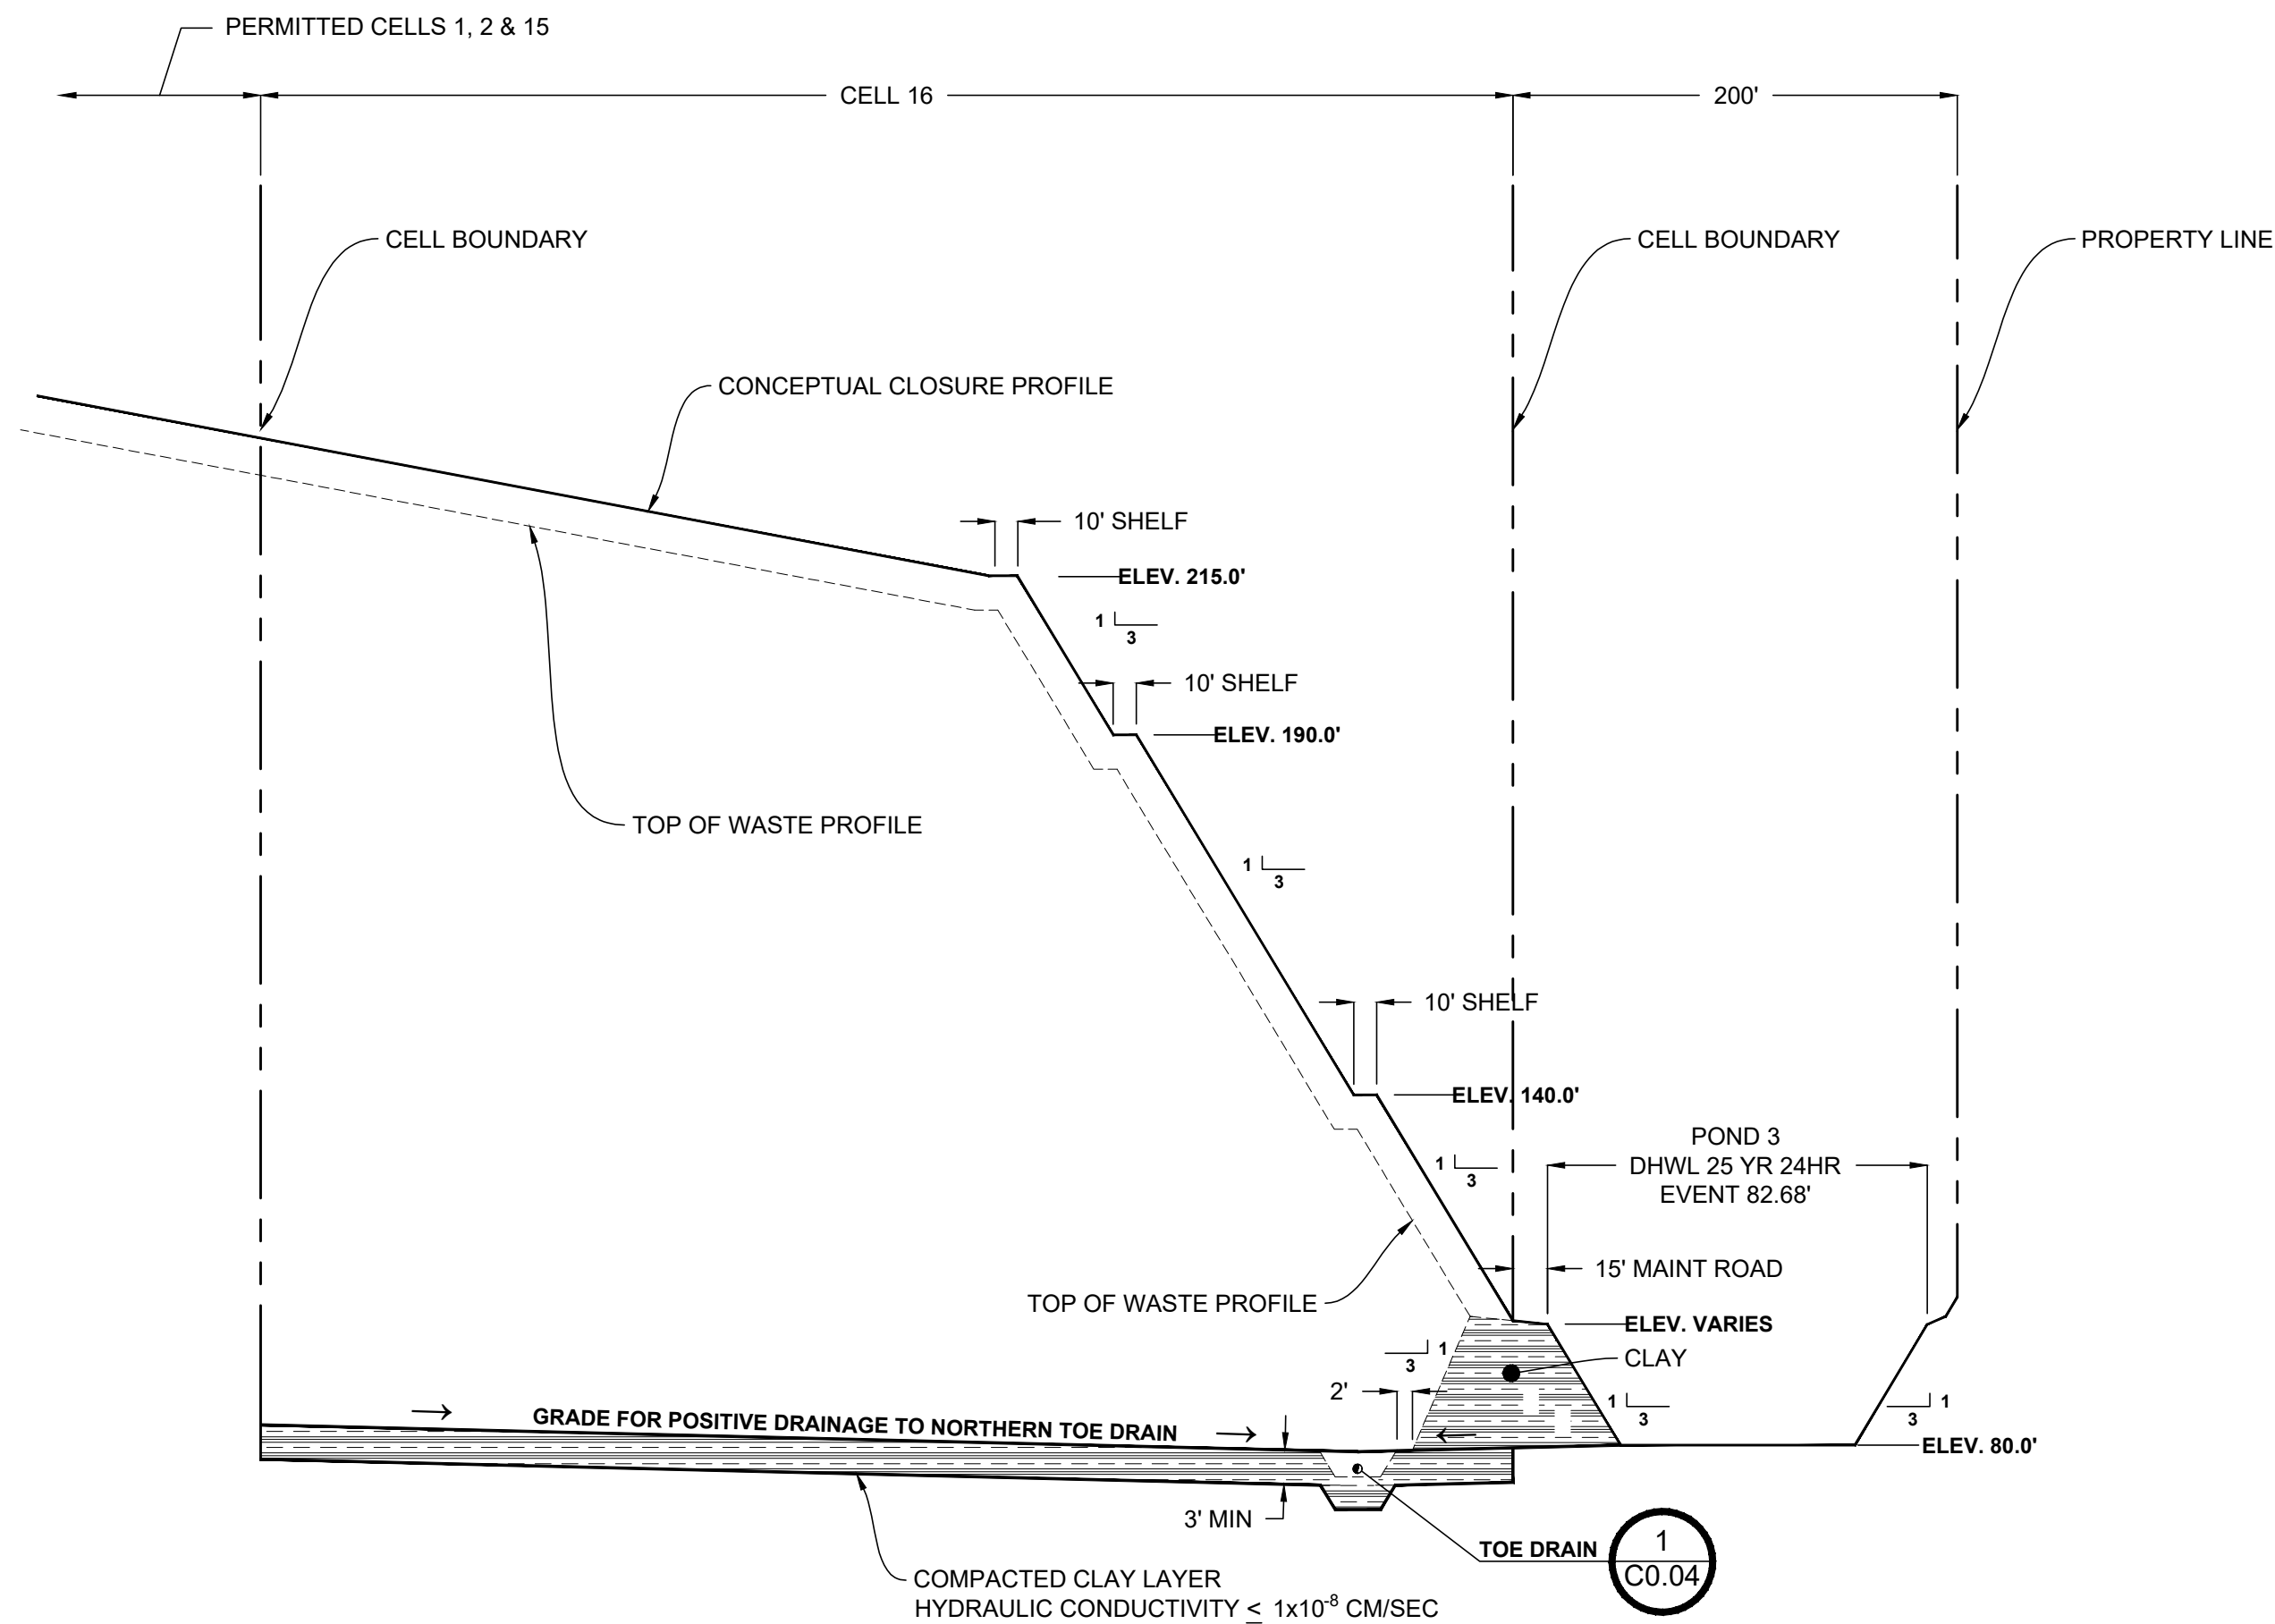 PERMITTED CELLS 1, 2 & 15
CELL 16
200'
CELL BOUNDARY
CELL BOUNDARY
PROPERTY LINE
CONCEPTUAL CLOSURE PROFILE
10' SHELF
ELEV. 215.0'
1
3
10' SHELF
ELEV. 190.0'
TOP OF WASTE PROFILE
1
3
10' SHELF
ELEV. 140.0'
POND 3
DHWL 25 YR 24HR
EVENT 82.68'
1
3
15' MAINT ROAD
TOP OF WASTE PROFILE
ELEV. VARIES
CLAY
1
3
2'
1
3
1
3
GRADE FOR POSITIVE DRAINAGE TO NORTHERN TOE DRAIN
ELEV. 80.0'
3' MIN
TOE DRAIN
1
C0.04
COMPACTED CLAY LAYER
HYDRAULIC CONDUCTIVITY ≤ 1x10⁻⁸ CM/SEC